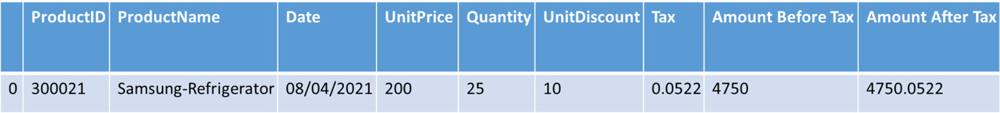 ProductID ProductName Date UnitPrice Quantity UnitDiscount Tax Amount Before Tax Amount After Tax
0 300021 Samsung-Refrigerator 08/04/2021 200 25 10 0.0522 4750 4750.0522